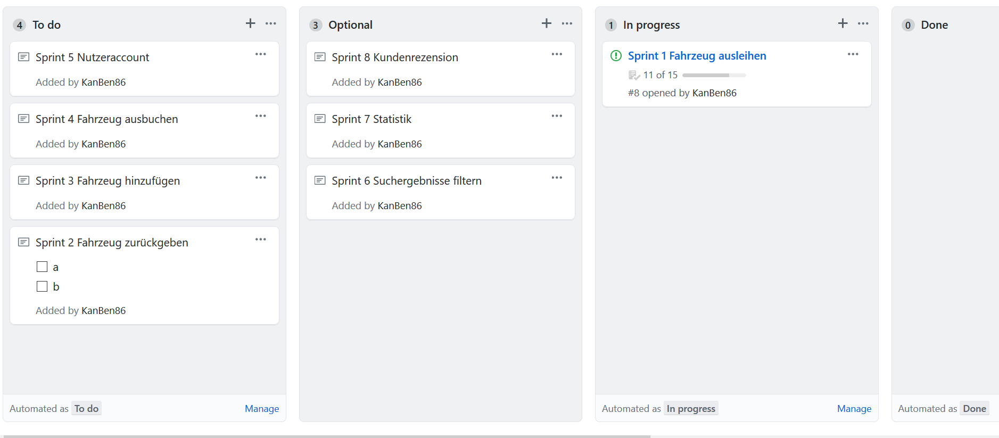 4 To do
Sprint 5 Nutzeraccount
Added by KanBen86
Sprint 4 Fahrzeug ausbuchen
Added by KanBen86
Sprint 3 Fahrzeug hinzufügen
Added by KanBen86
Sprint 2 Fahrzeug zurückgeben
a
b
Added by KanBen86
Automated as To do Manage
3 Optional
Sprint 8 Kundenrezension
Added by KanBen86
Sprint 7 Statistik
Added by KanBen86
Sprint 6 Suchergebnisse filtern
Added by KanBen86
1 In progress
Sprint 1 Fahrzeug ausleihen
11 of 15
#8 opened by KanBen86
Automated as In progress Manage
0 Done
Automated as Done